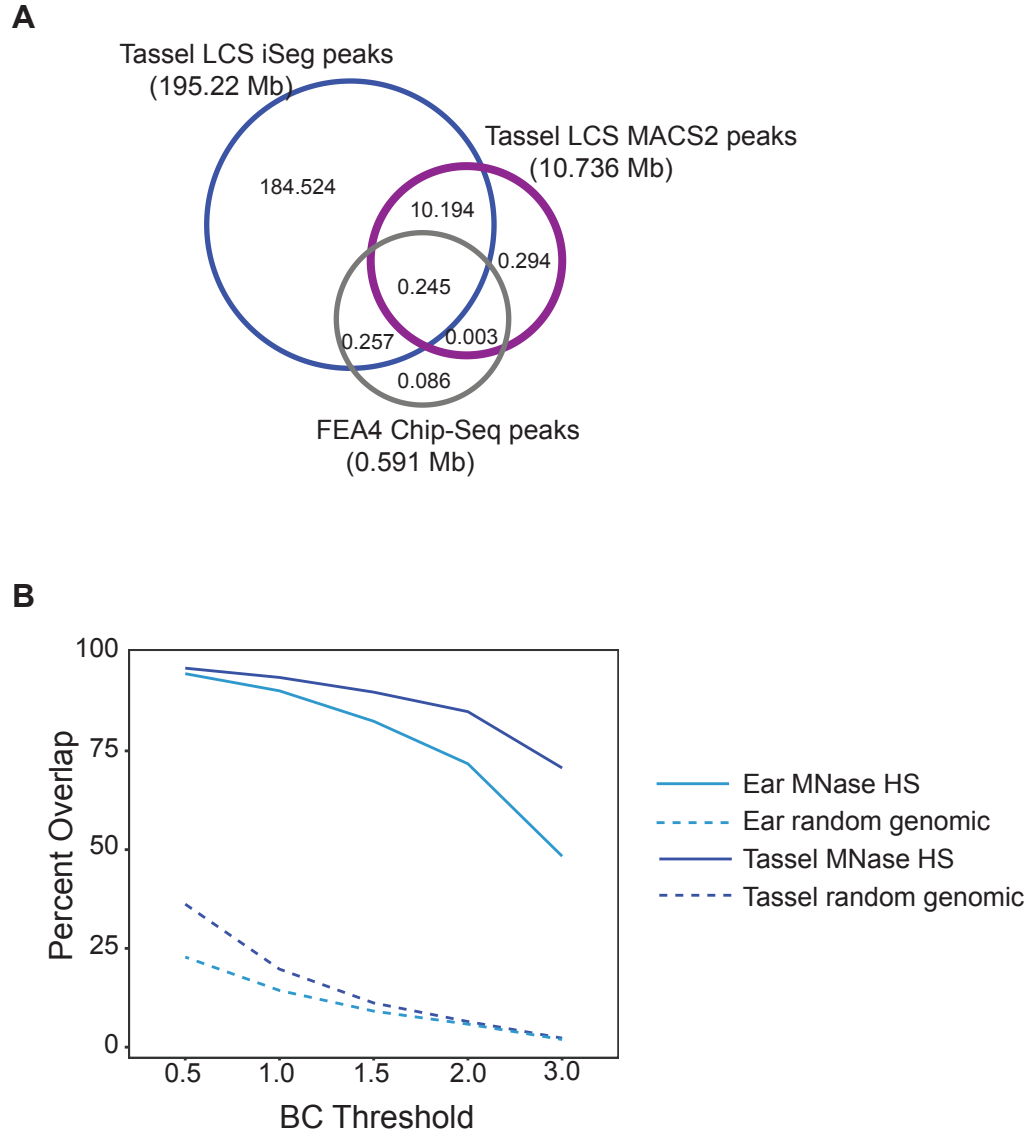 A
Tassel LCS iSeg peaks
(195.22 Mb)
Tassel LCS MACS2 peaks
(10.736 Mb)
184.524
10.194
0.294
0.245
0.257
0.003
0.086
FEA4 Chip-Seq peaks
(0.591 Mb)
B
100
75
50
25
0
Percent Overlap
0.5 1.0 1.5 2.0 3.0
BC Threshold
Ear MNase HS
Ear random genomic
Tassel MNase HS
Tassel random genomic